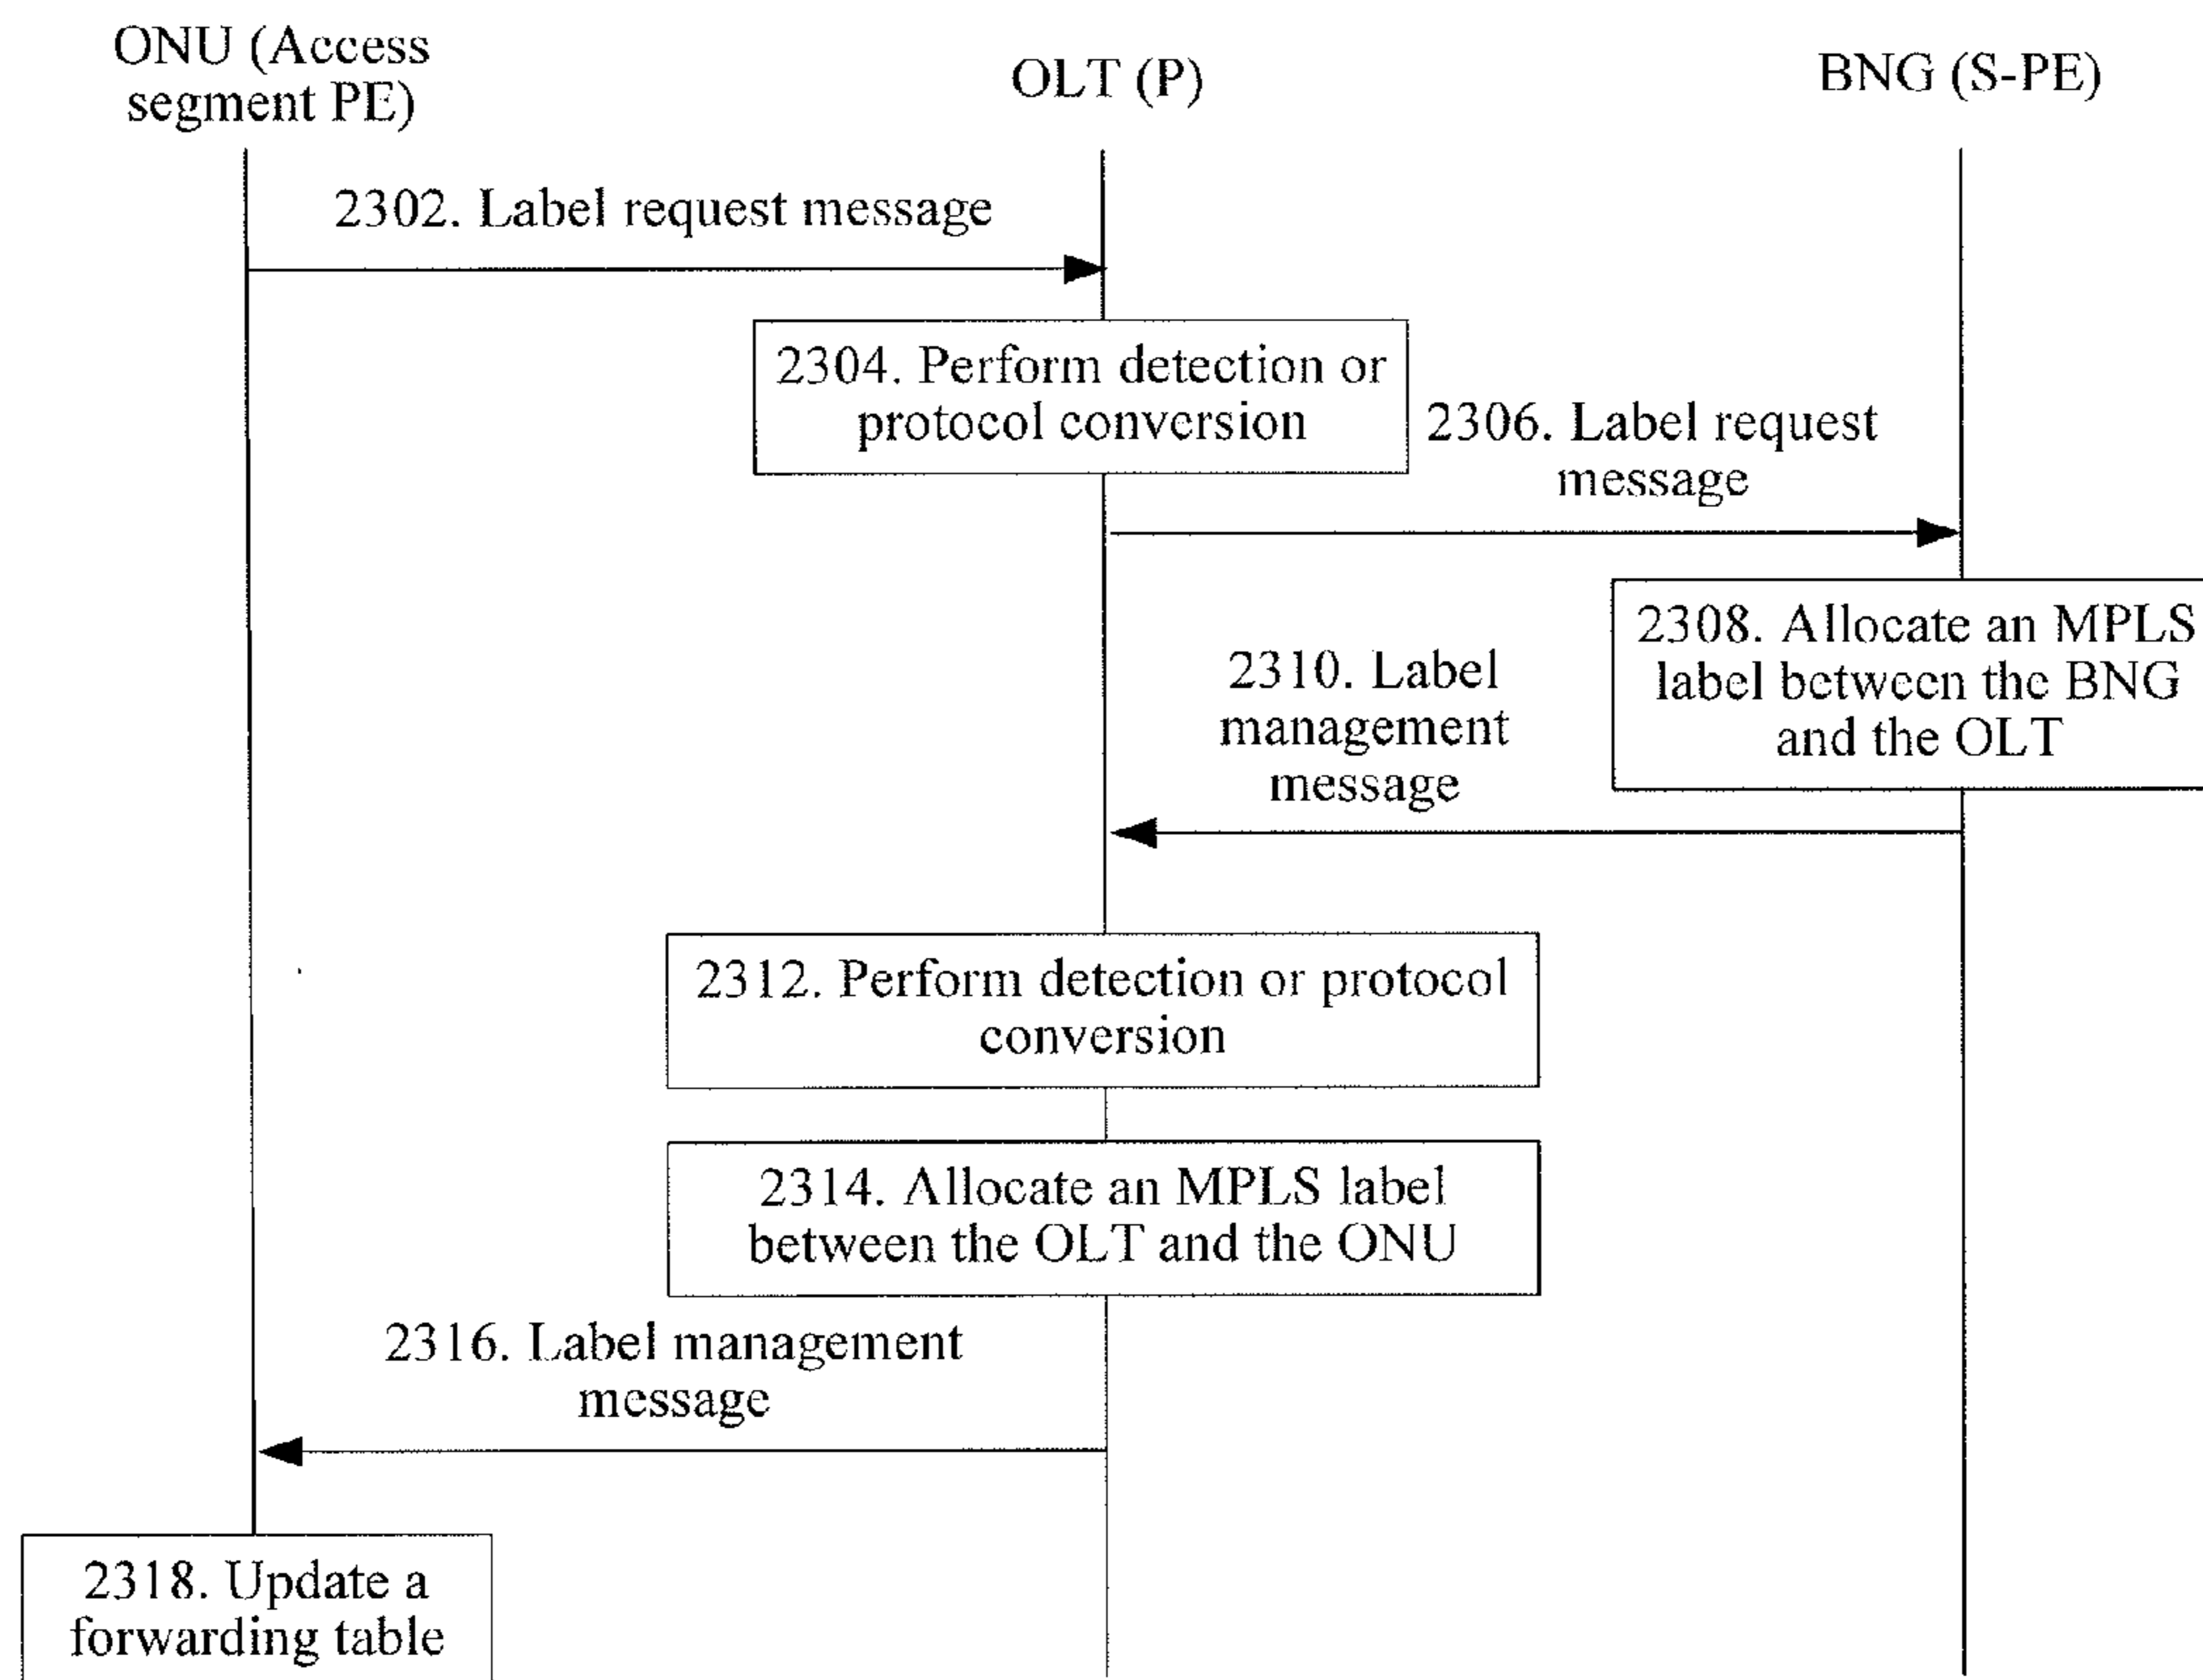 ONU (Access
segment PE)
OLT (P)
BNG (S-PE)
2302. Label request message
2304. Perform detection or
protocol conversion
2306. Label request
message
2308. Allocate an MPLS
label between the BNG
and the OLT
2310. Label
management
message
2312. Perform detection or protocol
conversion
2314. Allocate an MPLS label
between the OLT and the ONU
2316. Label management
message
2318. Update a
forwarding table